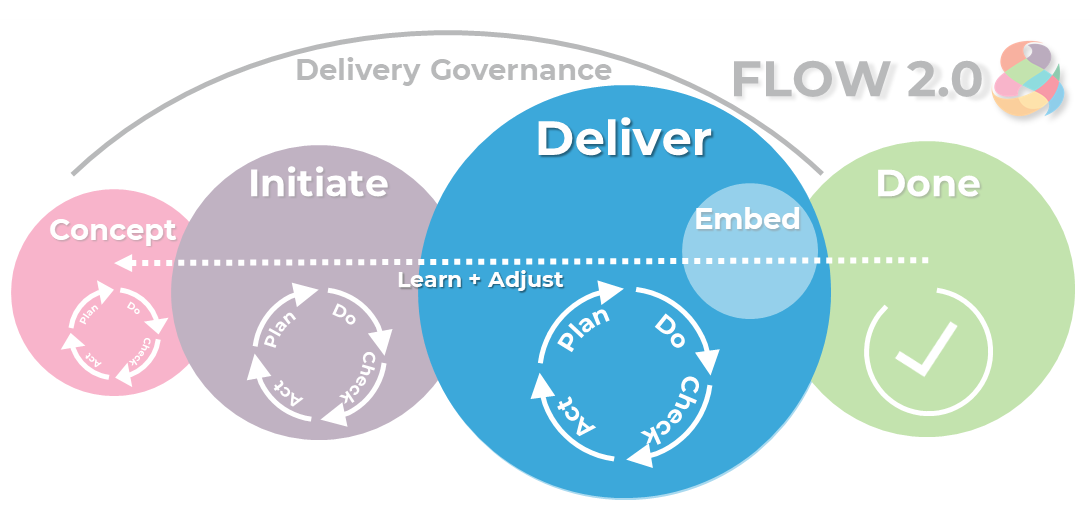 Delivery Governance
FLOW 2.0
Concept
Initiate
Deliver
Embed
Done
Learn + Adjust
Plan
Do
Check
Act
Plan
Do
Check
Act
Plan
Do
Check
Act